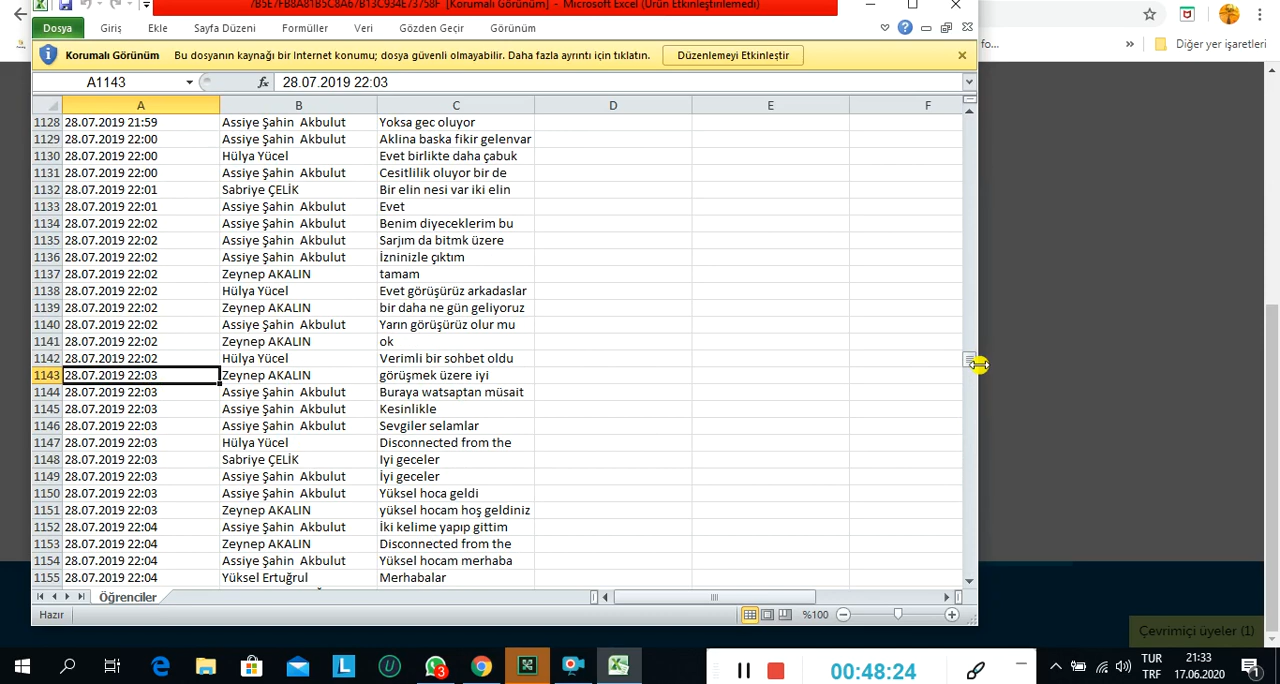 7B5E7FB8A81B5C8A67B13C934E73758F [Korumalı Görünüm] - Microsoft Excel (Ürün Etkinleştirilemedi)
Dosya Giriş Ekle Sayfa Düzeni Formüller Veri Gözden Geçir Görünüm
fo... » Diğer yer işaretleri
Korumalı Görünüm Bu dosyanın kaynağı bir Internet konumu; dosya güvenli olmayabilir. Daha fazla ayrıntı için tıklatın. Düzenlemeyi Etkinleştir
A1143 fx 28.07.2019 22:03
A B C D E F
1128 28.07.2019 21:59 Assiye Şahin Akbulut Yoksa gec oluyor
1129 28.07.2019 22:00 Assiye Şahin Akbulut Aklina baska fikir gelenvar
1130 28.07.2019 22:00 Hülya Yücel Evet birlikte daha çabuk
1131 28.07.2019 22:00 Assiye Şahin Akbulut Cesitlilik oluyor bir de
1132 28.07.2019 22:01 Sabriye ÇELİK Bir elin nesi var iki elin
1133 28.07.2019 22:01 Assiye Şahin Akbulut Evet
1134 28.07.2019 22:02 Assiye Şahin Akbulut Benim diyeceklerim bu
1135 28.07.2019 22:02 Assiye Şahin Akbulut Sarjım da bitmk üzere
1136 28.07.2019 22:02 Assiye Şahin Akbulut İzninizle çıktım
1137 28.07.2019 22:02 Zeynep AKALIN tamam
1138 28.07.2019 22:02 Hülya Yücel Evet görüşürüz arkadaslar
1139 28.07.2019 22:02 Zeynep AKALIN bir daha ne gün geliyoruz
1140 28.07.2019 22:02 Assiye Şahin Akbulut Yarın görüşürüz olur mu
1141 28.07.2019 22:02 Zeynep AKALIN ok
1142 28.07.2019 22:02 Hülya Yücel Verimli bir sohbet oldu
1143 28.07.2019 22:03 Zeynep AKALIN görüşmek üzere iyi
1144 28.07.2019 22:03 Assiye Şahin Akbulut Buraya watsaptan müsait
1145 28.07.2019 22:03 Assiye Şahin Akbulut Kesinlikle
1146 28.07.2019 22:03 Assiye Şahin Akbulut Sevgiler selamlar
1147 28.07.2019 22:03 Hülya Yücel Disconnected from the
1148 28.07.2019 22:03 Sabriye ÇELİK Iyi geceler
1149 28.07.2019 22:03 Assiye Şahin Akbulut İyi geceler
1150 28.07.2019 22:03 Assiye Şahin Akbulut Yüksel hoca geldi
1151 28.07.2019 22:03 Zeynep AKALIN yüksel hocam hoş geldiniz
1152 28.07.2019 22:04 Assiye Şahin Akbulut İki kelime yapıp gittim
1153 28.07.2019 22:04 Zeynep AKALIN Disconnected from the
1154 28.07.2019 22:04 Assiye Şahin Akbulut Yüksel hocam merhaba
1155 28.07.2019 22:04 Yüksel Ertuğrul Merhabalar
Öğrenciler
Hazır %100
Çevrimiçi üyeler (1)
3 00:48:24 TUR 21:33
TRF 17.06.2020 1